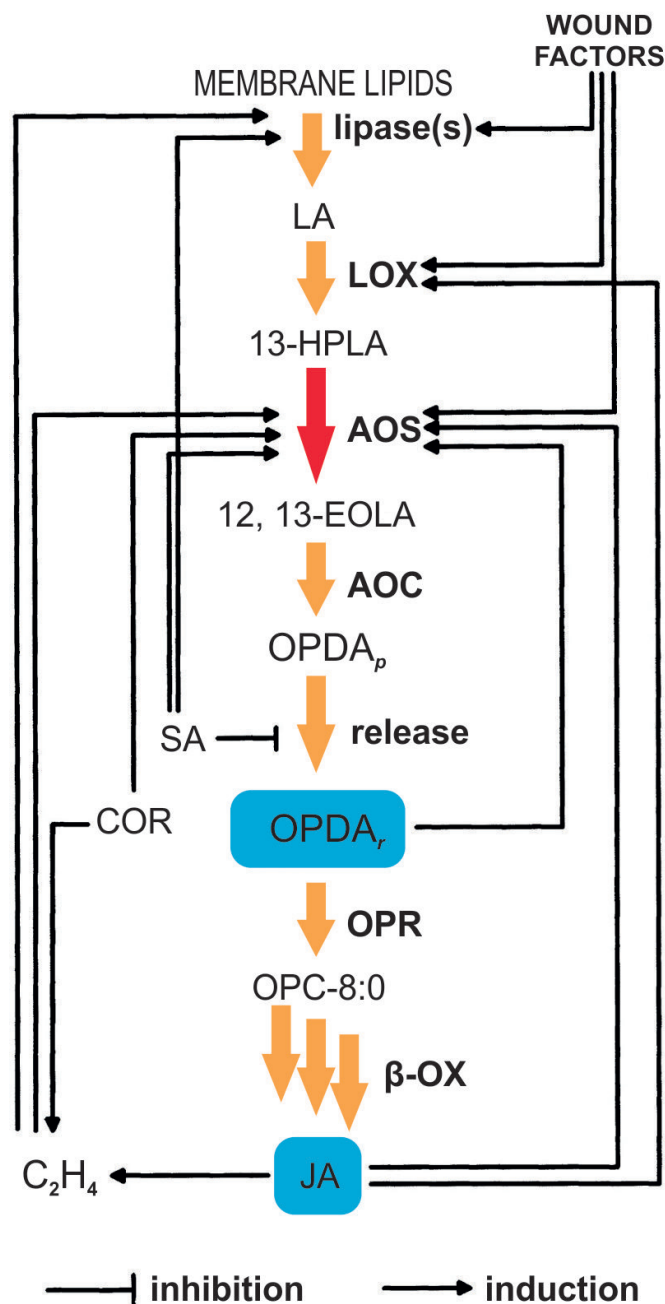 WOUND
FACTORS
MEMBRANE LIPIDS
lipase(s)
LA
LOX
13-HPLA
AOS
12, 13-EOLA
AOC
OPDAp
SA
release
COR
OPDAr
OPR
OPC-8:0
β-OX
C₂H₄
JA
inhibition
induction